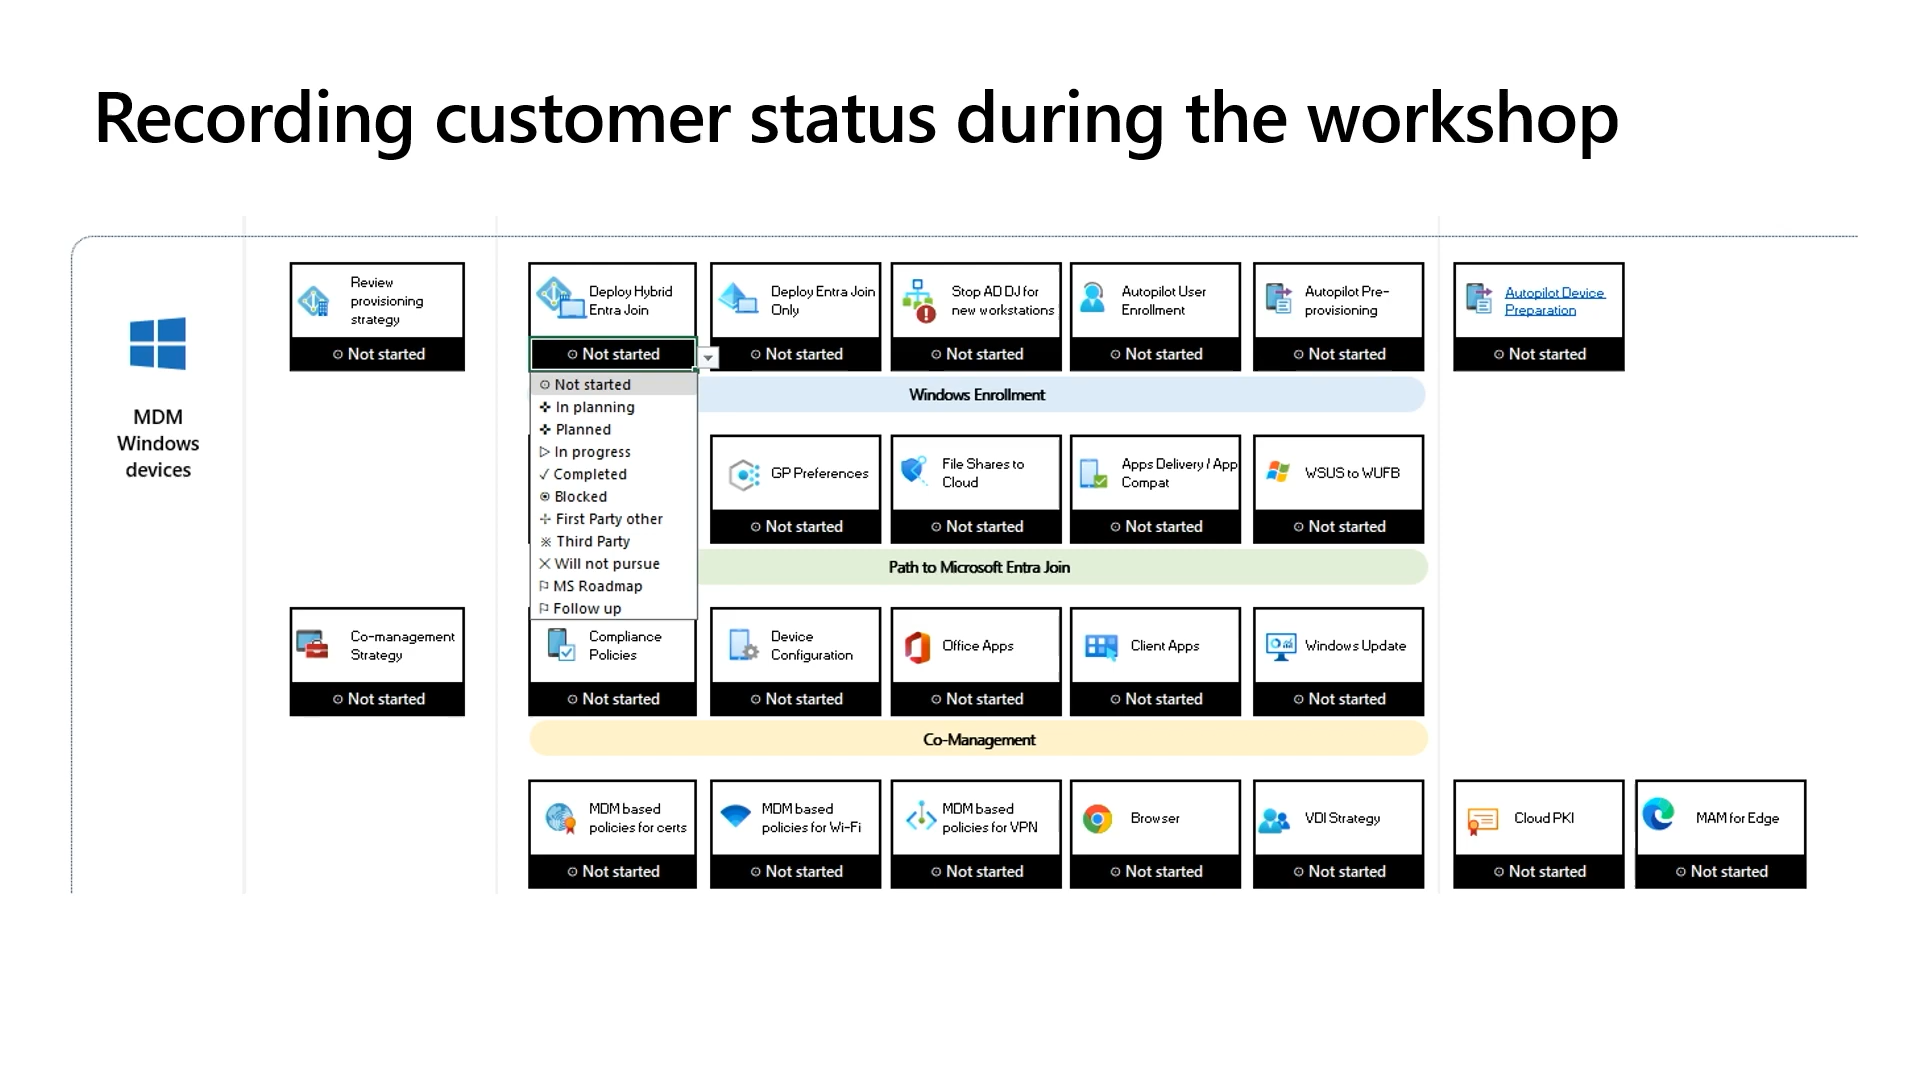 Recording customer status during the workshop
MDM
Windows
devices
Review
provisioning
strategy
⊙ Not started
Deploy Hybrid
Entra Join
⊙ Not started
Deploy Entra Join
Only
⊙ Not started
Stop AD DJ for
new workstations
⊙ Not started
Autopilot User
Enrollment
⊙ Not started
Autopilot Pre-
provisioning
⊙ Not started
Autopilot Device
Preparation
⊙ Not started
⊙ Not started
✣ In planning
✣ Planned
▷ In progress
✓ Completed
◉ Blocked
⊹ First Party other
※ Third Party
╳ Will not pursue
⚐ MS Roadmap
⚐ Follow up
Windows Enrollment
GP Preferences
⊙ Not started
File Shares to
Cloud
⊙ Not started
Apps Delivery / App
Compat
⊙ Not started
WSUS to WUFB
⊙ Not started
Path to Microsoft Entra Join
Co-management
Strategy
⊙ Not started
Compliance
Policies
⊙ Not started
Device
Configuration
⊙ Not started
Office Apps
⊙ Not started
Client Apps
⊙ Not started
Windows Update
⊙ Not started
Co-Management
MDM based
policies for certs
⊙ Not started
MDM based
policies for Wi-Fi
⊙ Not started
MDM based
policies for VPN
⊙ Not started
Browser
⊙ Not started
VDI Strategy
⊙ Not started
Cloud PKI
⊙ Not started
MAM for Edge
⊙ Not started